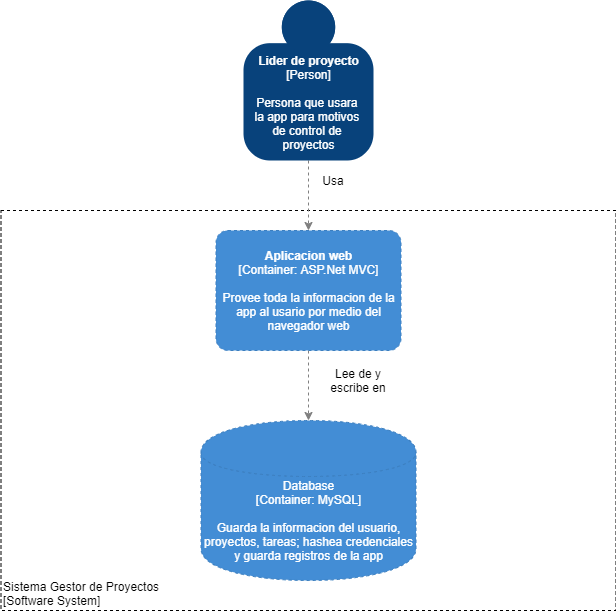 Lider de proyecto
[Person]
Persona que usara
la app para motivos
de control de
proyectos
Usa
Aplicacion web
[Container: ASP.Net MVC]
Provee toda la informacion de la
app al usario por medio del
navegador web
Lee de y
escribe en
Database
[Container: MySQL]
Guarda la informacion del usuario,
proyectos, tareas; hashea credenciales
y guarda registros de la app
Sistema Gestor de Proyectos
[Software System]